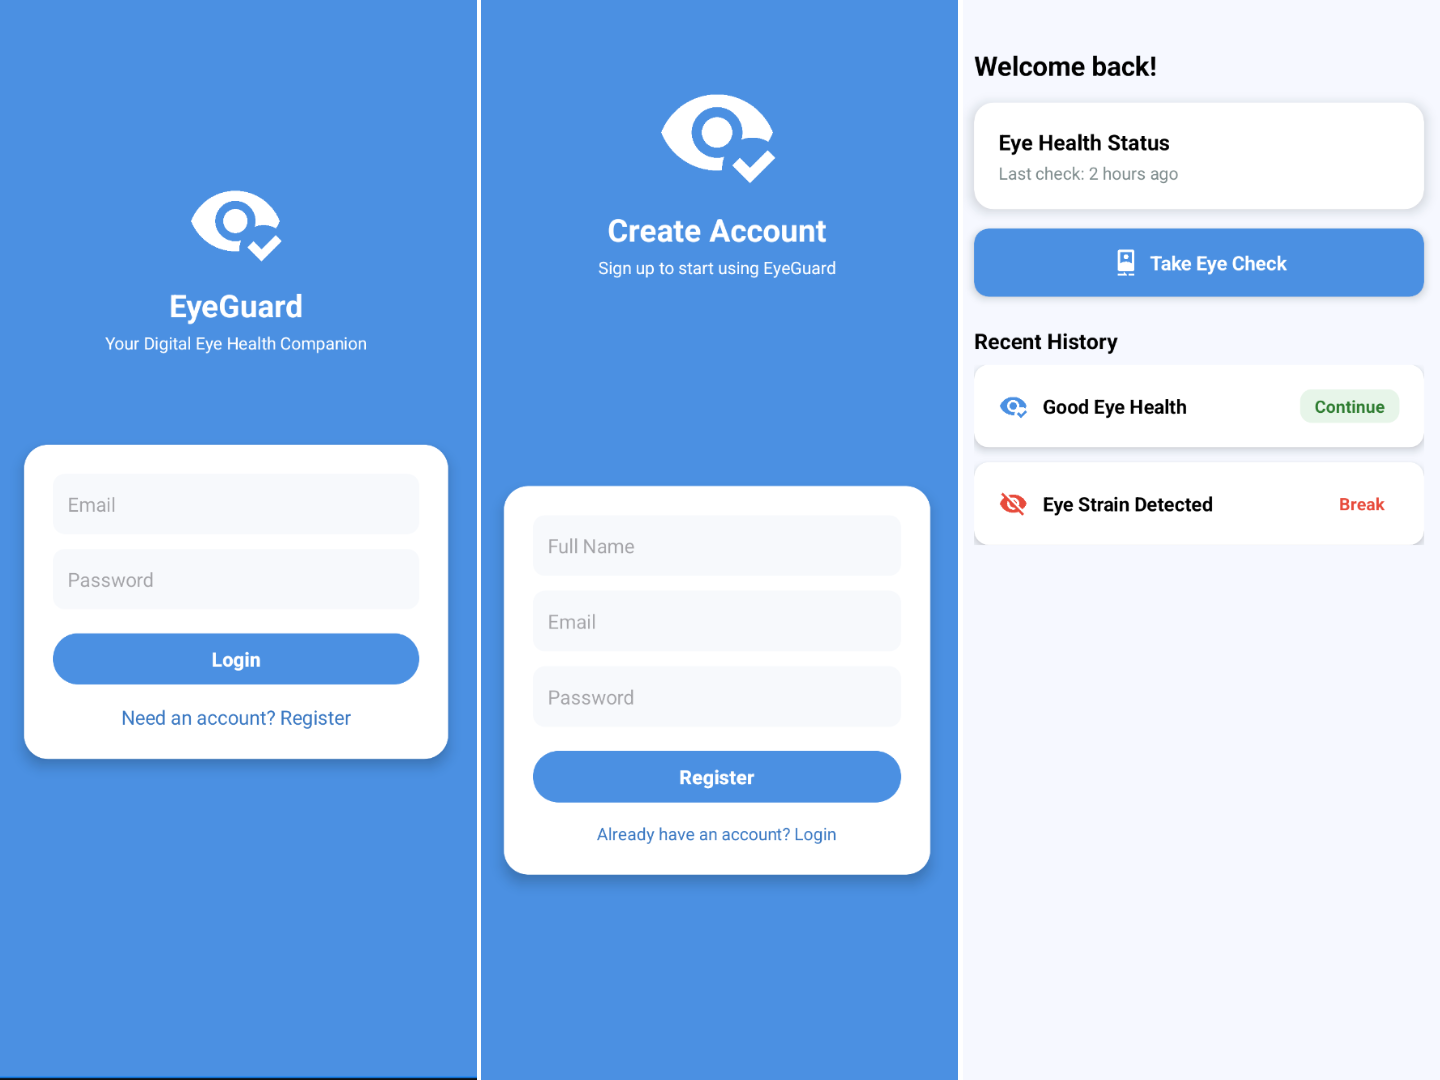 EyeGuard
Your Digital Eye Health Companion
Email
Password
Login
Need an account? Register
Create Account
Sign up to start using EyeGuard
Full Name
Email
Password
Register
Already have an account? Login
Welcome back!
Eye Health Status
Last check: 2 hours ago
Take Eye Check
Recent History
Good Eye Health Continue
Eye Strain Detected Break